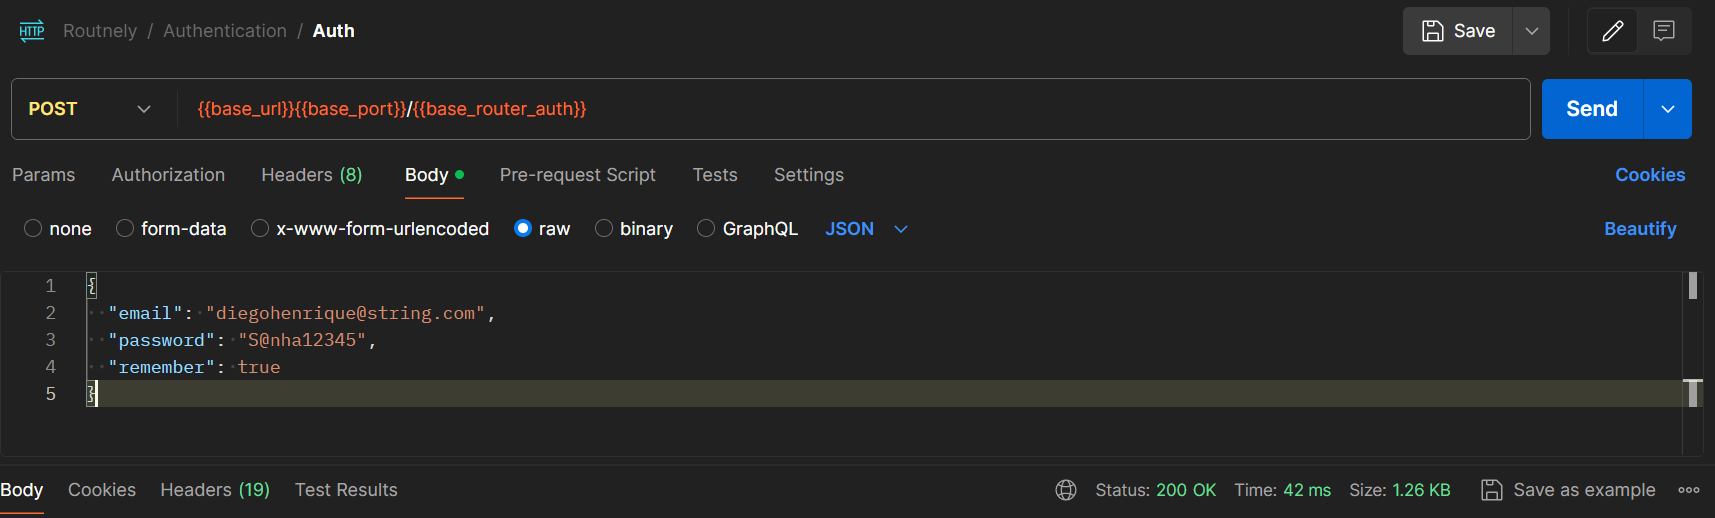 HTTP Routnely / Authentication / Auth Save
POST {{base_url}}{{base_port}}/{{base_router_auth}} Send
Params Authorization Headers (8) Body Pre-request Script Tests Settings Cookies
none form-data x-www-form-urlencoded raw binary GraphQL JSON Beautify
1 {
2 "email": "diegohenrique@string.com",
3 "password": "S@nha12345",
4 "remember": true
5 }
Body Cookies Headers (19) Test Results Status: 200 OK Time: 42 ms Size: 1.26 KB Save as example